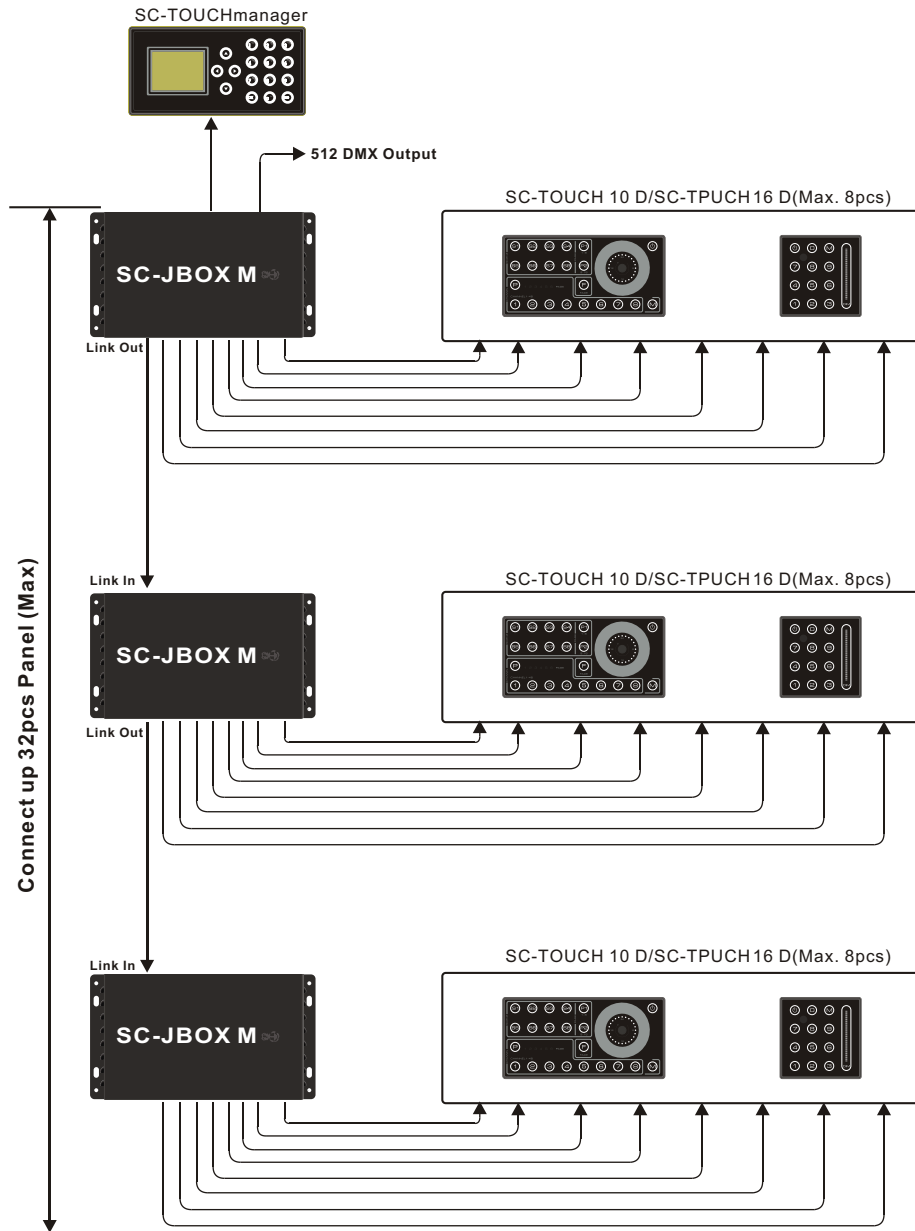 SC-TOUCHmanager
512 DMX Output
SC-TOUCH 10 D/SC-TPUCH 16 D(Max. 8pcs)
SC-JBOX M
Link Out
Connect up 32pcs Panel (Max)
Link In
SC-TOUCH 10 D/SC-TPUCH 16 D(Max. 8pcs)
SC-JBOX M
Link Out
Link In
SC-TOUCH 10 D/SC-TPUCH 16 D(Max. 8pcs)
SC-JBOX M